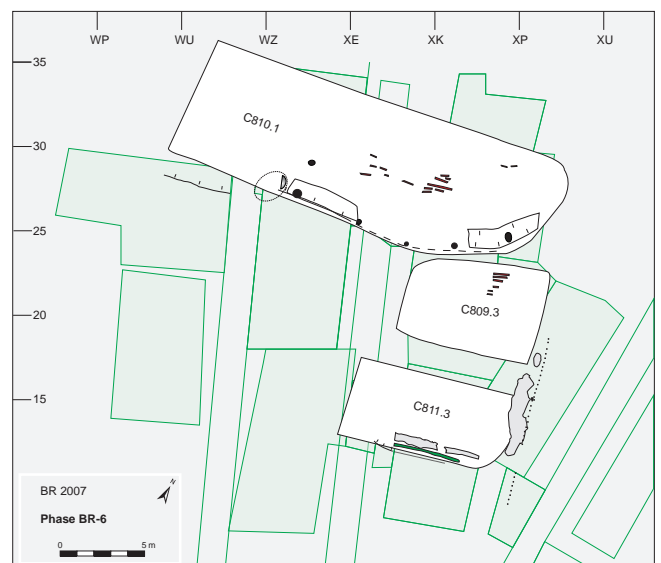 WP WU WZ XE XK XP XU
35
30
25
20
15
C810.1
C809.3
C811.3
BR 2007
N
Phase BR-6
0 5 m